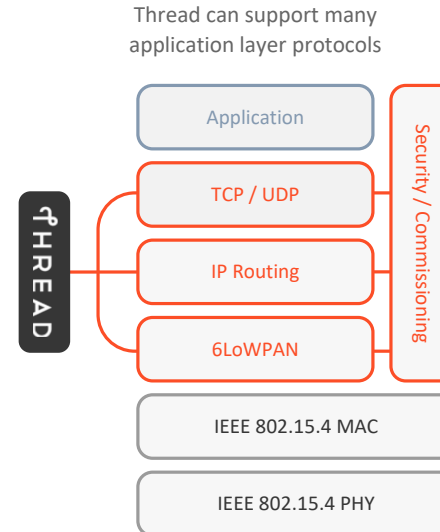 Thread can support many
application layer protocols
Application
TCP / UDP
IP Routing
6LoWPAN
Security / Commissioning
THREAD
IEEE 802.15.4 MAC
IEEE 802.15.4 PHY